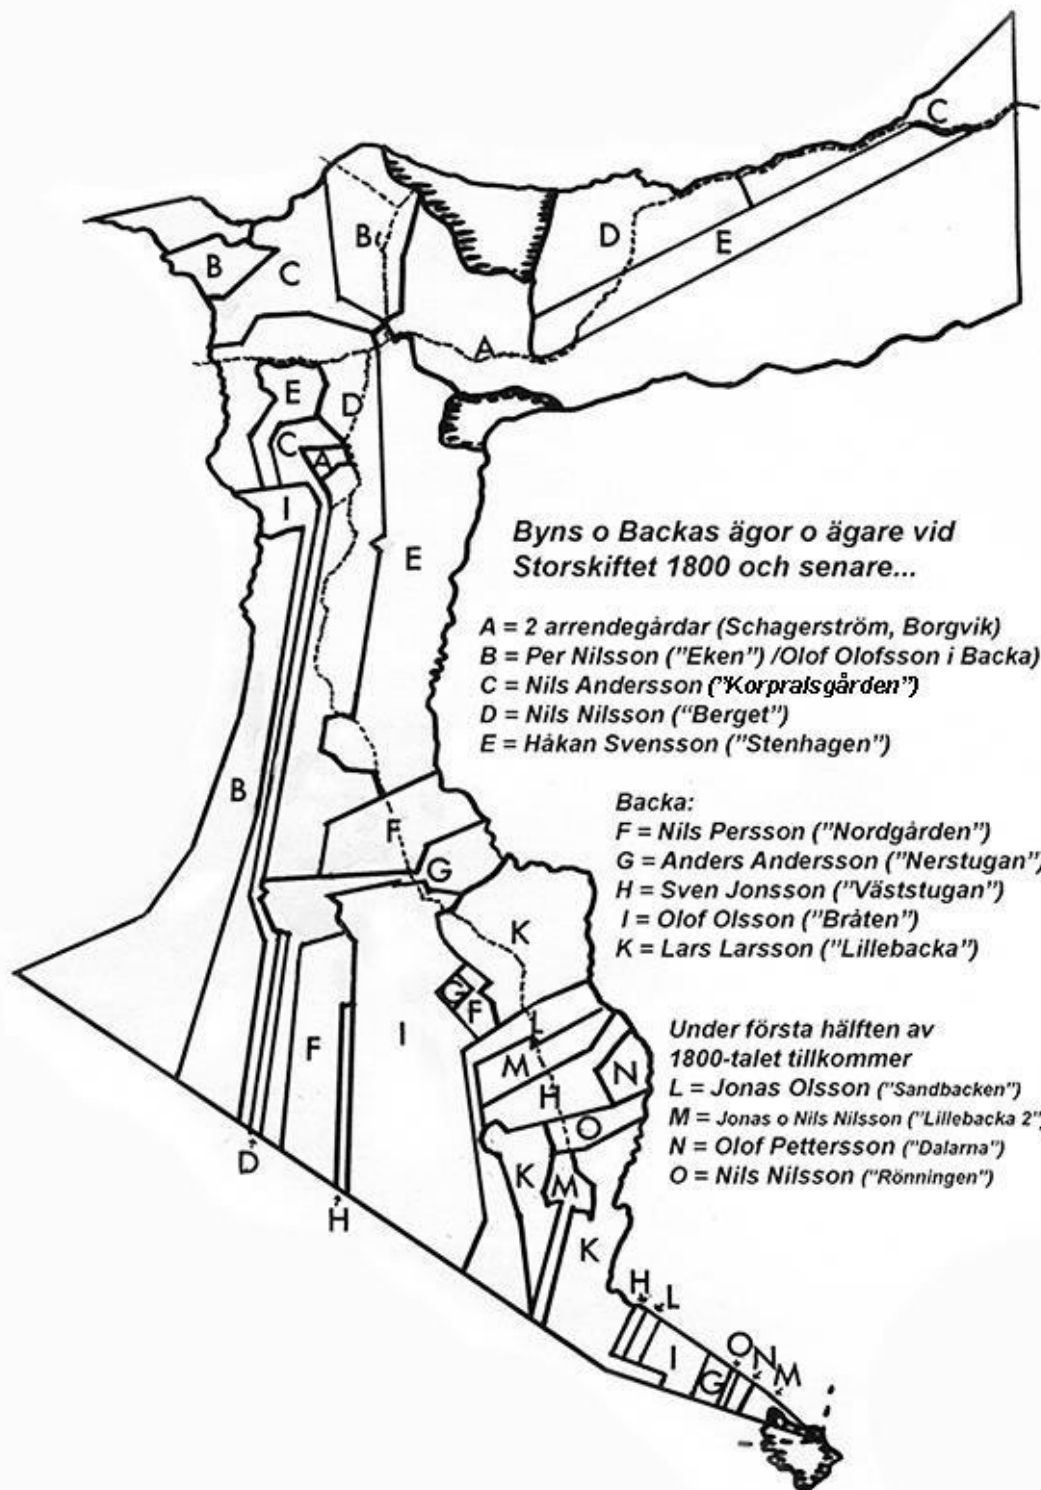 C
B
D
B
C
E
A
E
D
C
A
I
E
Byns o Backas ägor o ägare vid
Storskiftet 1800 och senare...
A = 2 arrendegårdar (Schagerström, Borgvik)
B = Per Nilsson ("Eken") /Olof Olofsson i Backa)
C = Nils Andersson ("Korpralsgården")
D = Nils Nilsson ("Berget")
E = Håkan Svensson ("Stenhagen")
B
F
G
Backa:
F = Nils Persson ("Nordgården")
G = Anders Andersson ("Nerstugan")
H = Sven Jonsson ("Väststugan")
I = Olof Olsson ("Bråten")
K = Lars Larsson ("Lillebacka")
K
G
F
L
F
I
M
H
N
O
Under första hälften av
1800-talet tillkommer
L = Jonas Olsson ("Sandbacken")
M = Jonas o Nils Nilsson ("Lillebacka 2")
N = Olof Pettersson ("Dalarna")
O = Nils Nilsson ("Rönningen")
D
K
M
H
K
H
L
I
G
O
N
M